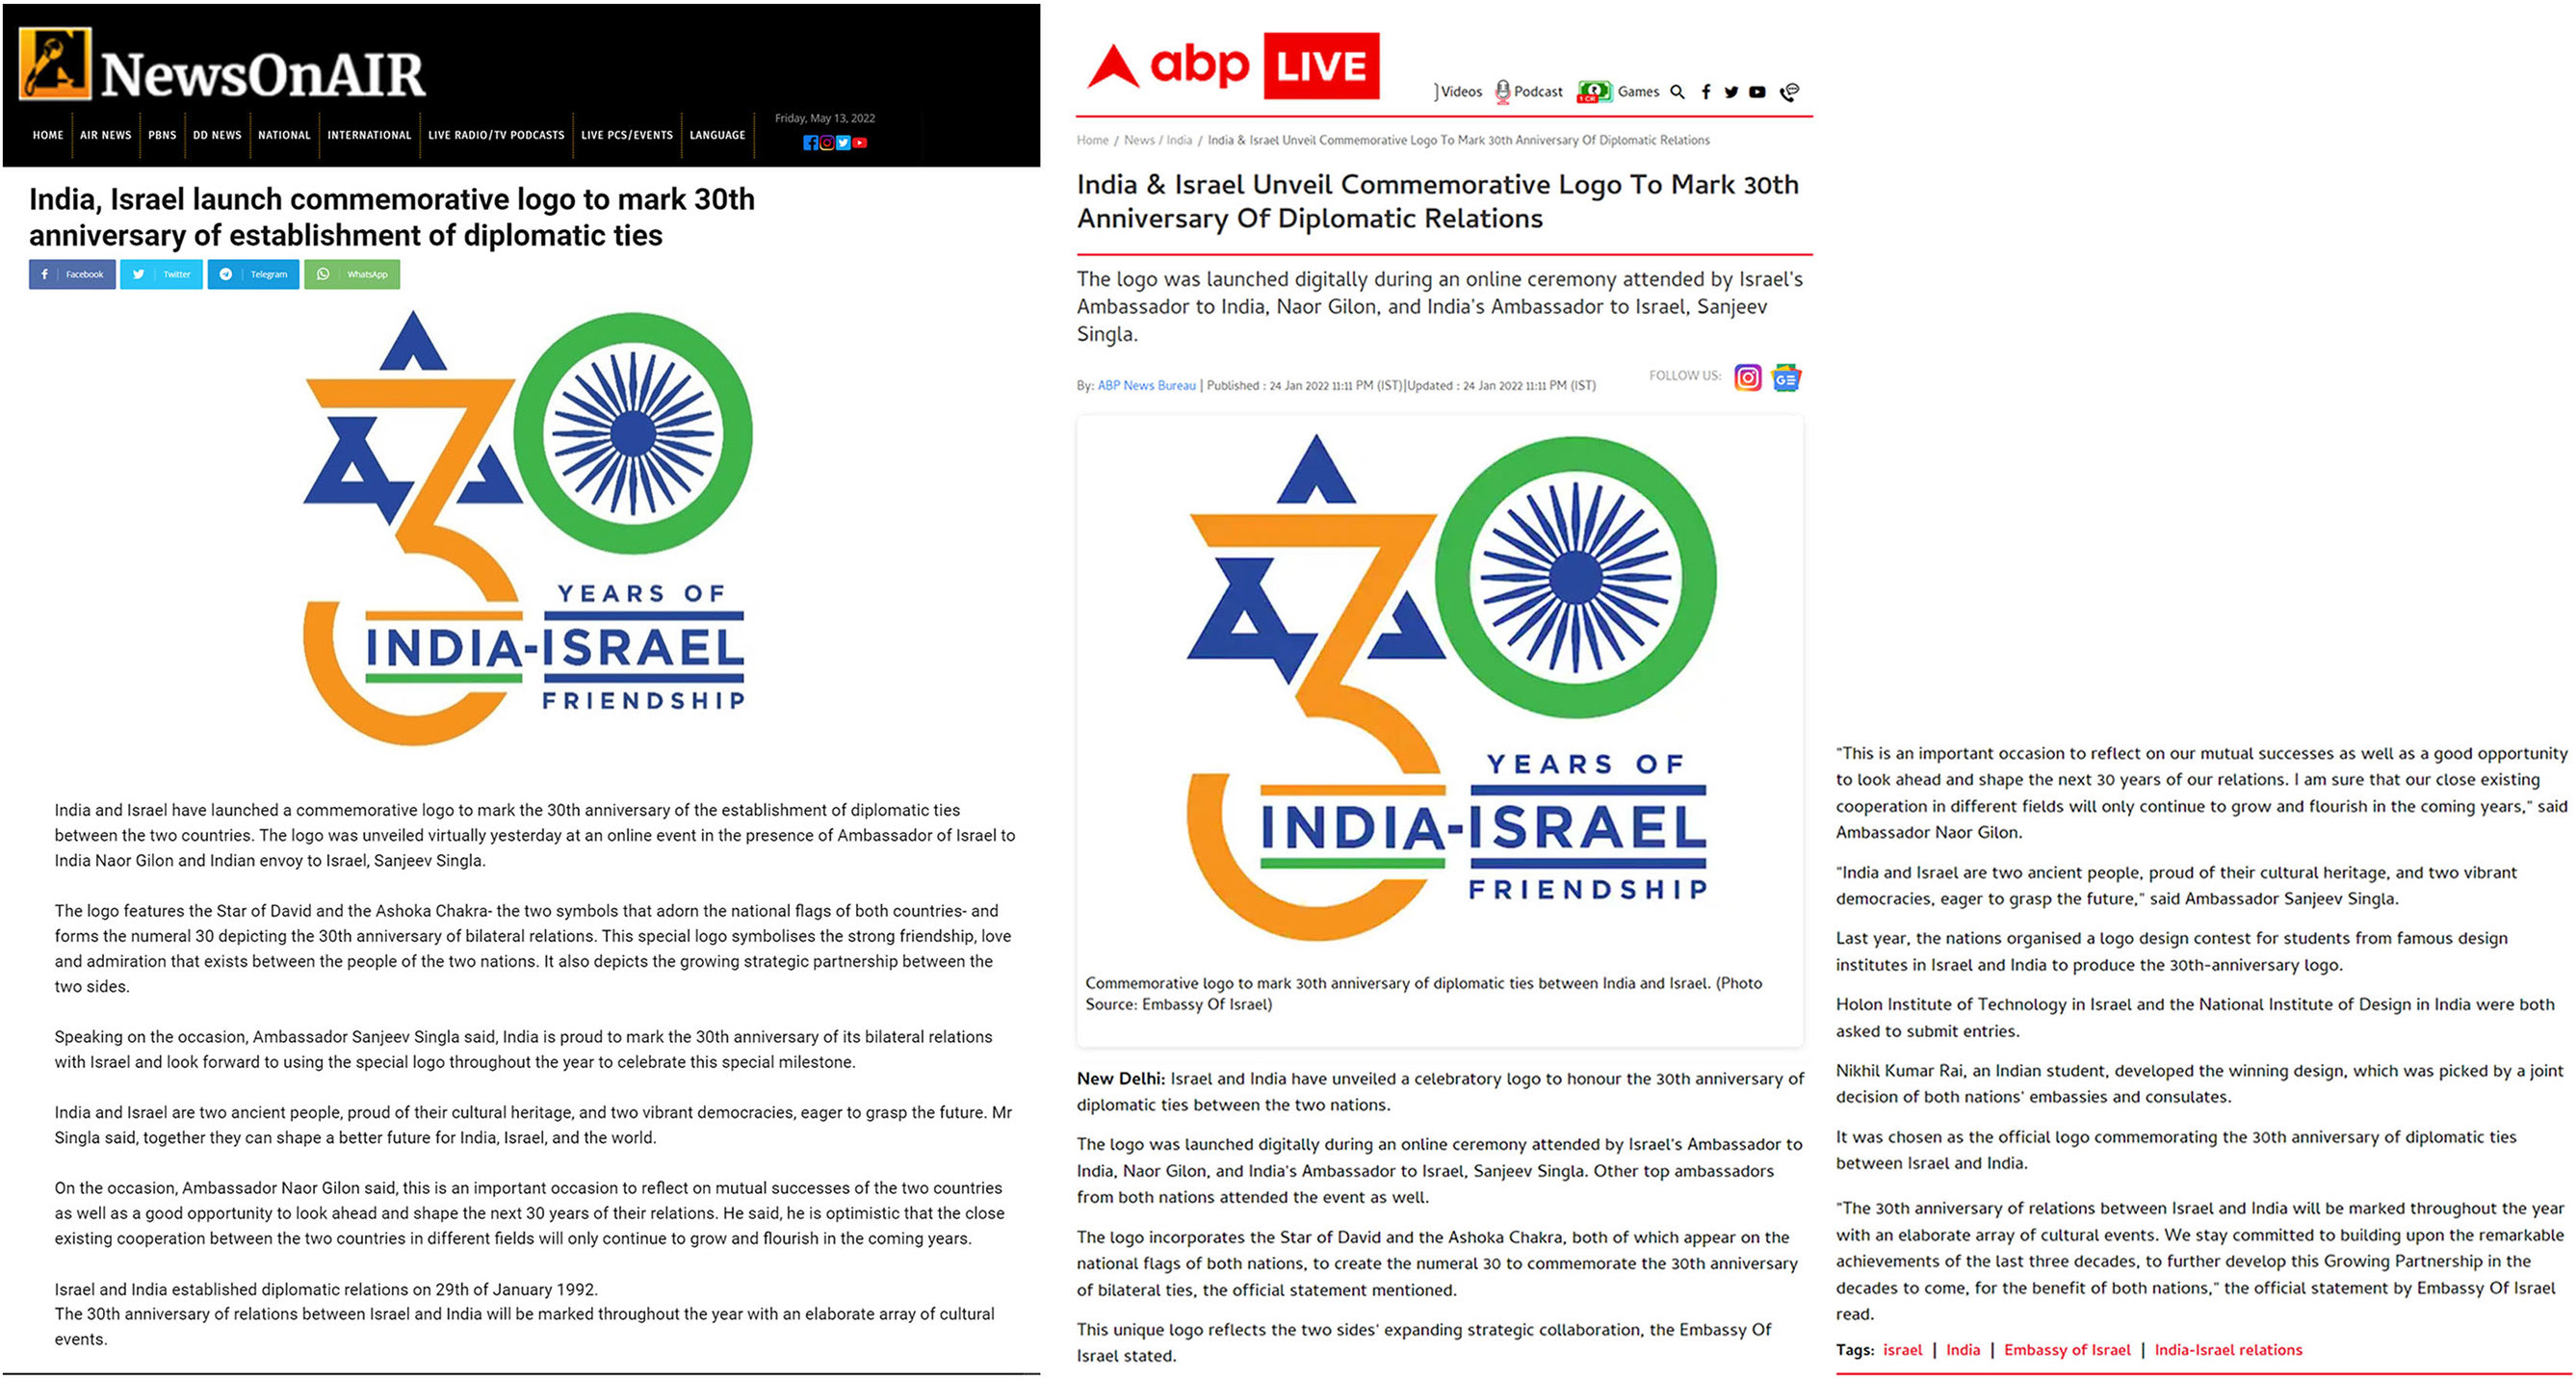 NewsOnAIR
HOME
AIR NEWS
PBNS
DD NEWS
NATIONAL
INTERNATIONAL
LIVE RADIO/TV PODCASTS
LIVE PCS/EVENTS
LANGUAGE
Friday, May 13, 2022
India, Israel launch commemorative logo to mark 30th
anniversary of establishment of diplomatic ties
Facebook
Twitter
Telegram
WhatsApp
30
YEARS OF
INDIA-ISRAEL
FRIENDSHIP
India and Israel have launched a commemorative logo to mark the 30th anniversary of the establishment of diplomatic ties
between the two countries. The logo was unveiled virtually yesterday at an online event in the presence of Ambassador of Israel to
India Naor Gilon and Indian envoy to Israel, Sanjeev Singla.
The logo features the Star of David and the Ashoka Chakra- the two symbols that adorn the national flags of both countries- and
forms the numeral 30 depicting the 30th anniversary of bilateral relations. This special logo symbolises the strong friendship, love
and admiration that exists between the people of the two nations. It also depicts the growing strategic partnership between the
two sides.
Speaking on the occasion, Ambassador Sanjeev Singla said, India is proud to mark the 30th anniversary of its bilateral relations
with Israel and look forward to using the special logo throughout the year to celebrate this special milestone.
India and Israel are two ancient people, proud of their cultural heritage, and two vibrant democracies, eager to grasp the future. Mr
Singla said, together they can shape a better future for India, Israel, and the world.
On the occasion, Ambassador Naor Gilon said, this is an important occasion to reflect on mutual successes of the two countries
as well as a good opportunity to look ahead and shape the next 30 years of their relations. He said, he is optimistic that the close
existing cooperation between the two countries in different fields will only continue to grow and flourish in the coming years.
Israel and India established diplomatic relations on 29th of January 1992.
The 30th anniversary of relations between Israel and India will be marked throughout the year with an elaborate array of cultural
events.
abp LIVE
Videos
Podcast
1 CR
Games
Home / News / India / India & Israel Unveil Commemorative Logo To Mark 30th Anniversary Of Diplomatic Relations
India & Israel Unveil Commemorative Logo To Mark 30th
Anniversary Of Diplomatic Relations
The logo was launched digitally during an online ceremony attended by Israel's
Ambassador to India, Naor Gilon, and India's Ambassador to Israel, Sanjeev
Singla.
By: ABP News Bureau | Published : 24 Jan 2022 11:11 PM (IST)|Updated : 24 Jan 2022 11:11 PM (IST)
FOLLOW US:
GE
30
YEARS OF
INDIA-ISRAEL
FRIENDSHIP
Commemorative logo to mark 30th anniversary of diplomatic ties between India and Israel. (Photo
Source: Embassy Of Israel)
New Delhi: Israel and India have unveiled a celebratory logo to honour the 30th anniversary of
diplomatic ties between the two nations.
The logo was launched digitally during an online ceremony attended by Israel's Ambassador to
India, Naor Gilon, and India's Ambassador to Israel, Sanjeev Singla. Other top ambassadors
from both nations attended the event as well.
The logo incorporates the Star of David and the Ashoka Chakra, both of which appear on the
national flags of both nations, to create the numeral 30 to commemorate the 30th anniversary
of bilateral ties, the official statement mentioned.
This unique logo reflects the two sides' expanding strategic collaboration, the Embassy Of
Israel stated.
"This is an important occasion to reflect on our mutual successes as well as a good opportunity
to look ahead and shape the next 30 years of our relations. I am sure that our close existing
cooperation in different fields will only continue to grow and flourish in the coming years," said
Ambassador Naor Gilon.
"India and Israel are two ancient people, proud of their cultural heritage, and two vibrant
democracies, eager to grasp the future," said Ambassador Sanjeev Singla.
Last year, the nations organised a logo design contest for students from famous design
institutes in Israel and India to produce the 30th-anniversary logo.
Holon Institute of Technology in Israel and the National Institute of Design in India were both
asked to submit entries.
Nikhil Kumar Rai, an Indian student, developed the winning design, which was picked by a joint
decision of both nations' embassies and consulates.
It was chosen as the official logo commemorating the 30th anniversary of diplomatic ties
between Israel and India.
"The 30th anniversary of relations between Israel and India will be marked throughout the year
with an elaborate array of cultural events. We stay committed to building upon the remarkable
achievements of the last three decades, to further develop this Growing Partnership in the
decades to come, for the benefit of both nations," the official statement by Embassy Of Israel
read.
Tags: israel | India | Embassy of Israel | India-Israel relations